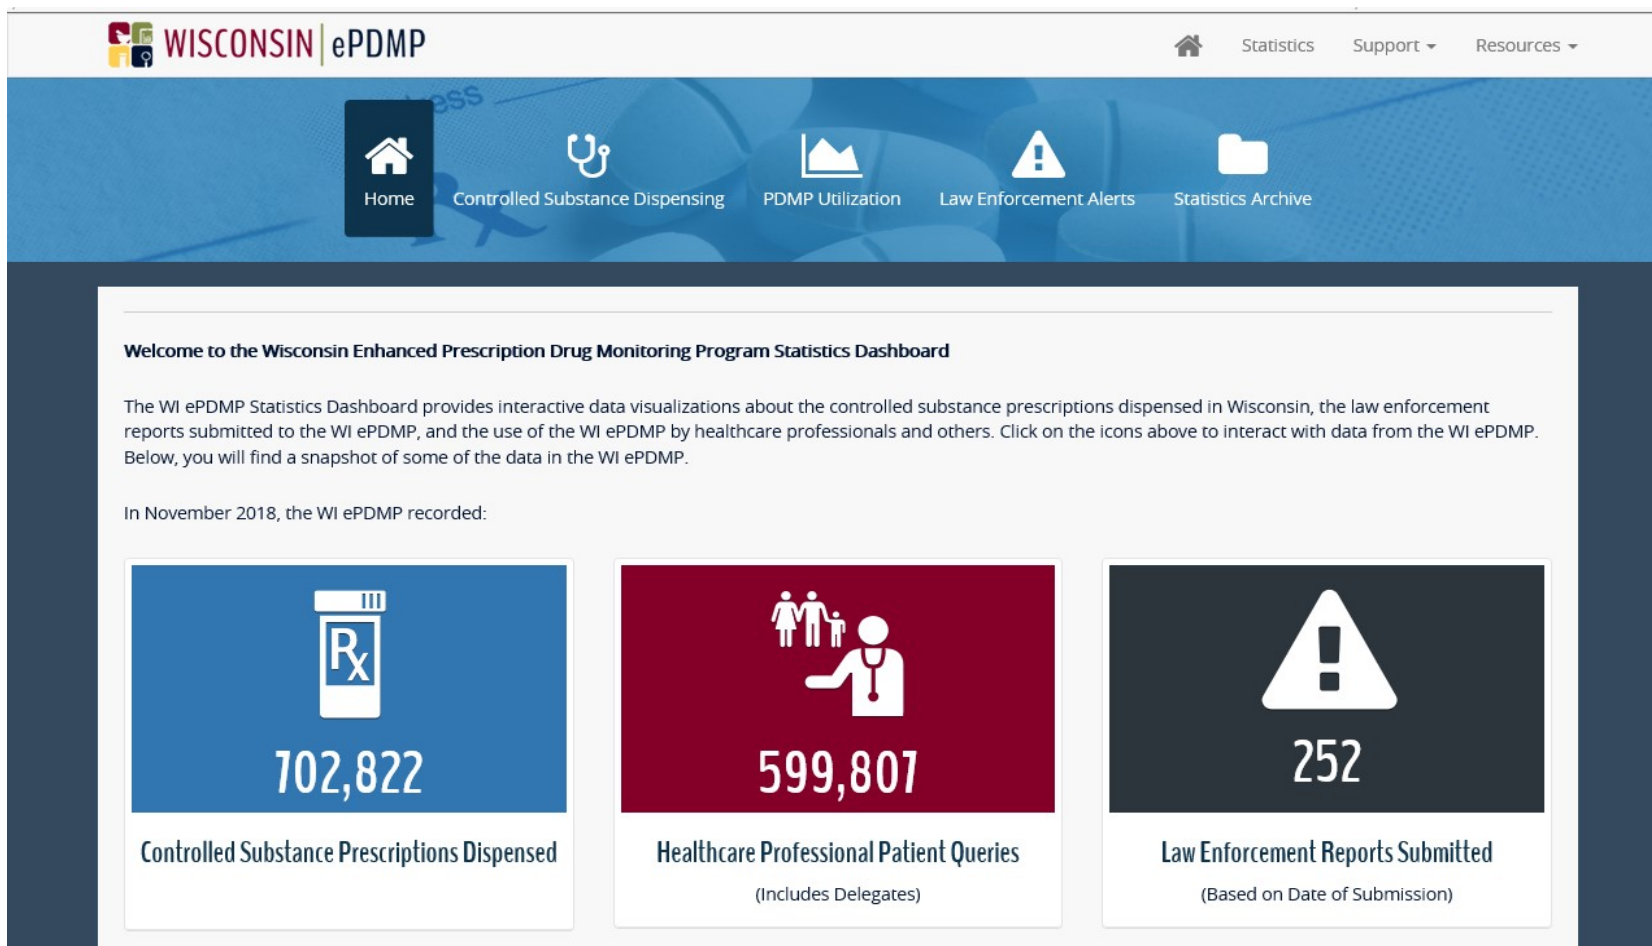 WISCONSIN | ePDMP
Statistics Support Resources
ess
Home Controlled Substance Dispensing PDMP Utilization Law Enforcement Alerts Statistics Archive
Welcome to the Wisconsin Enhanced Prescription Drug Monitoring Program Statistics Dashboard
The WI ePDMP Statistics Dashboard provides interactive data visualizations about the controlled substance prescriptions dispensed in Wisconsin, the law enforcement
reports submitted to the WI ePDMP, and the use of the WI ePDMP by healthcare professionals and others. Click on the icons above to interact with data from the WI ePDMP.
Below, you will find a snapshot of some of the data in the WI ePDMP.
In November 2018, the WI ePDMP recorded:
Rx
702,822
Controlled Substance Prescriptions Dispensed
599,807
Healthcare Professional Patient Queries
(Includes Delegates)
252
Law Enforcement Reports Submitted
(Based on Date of Submission)